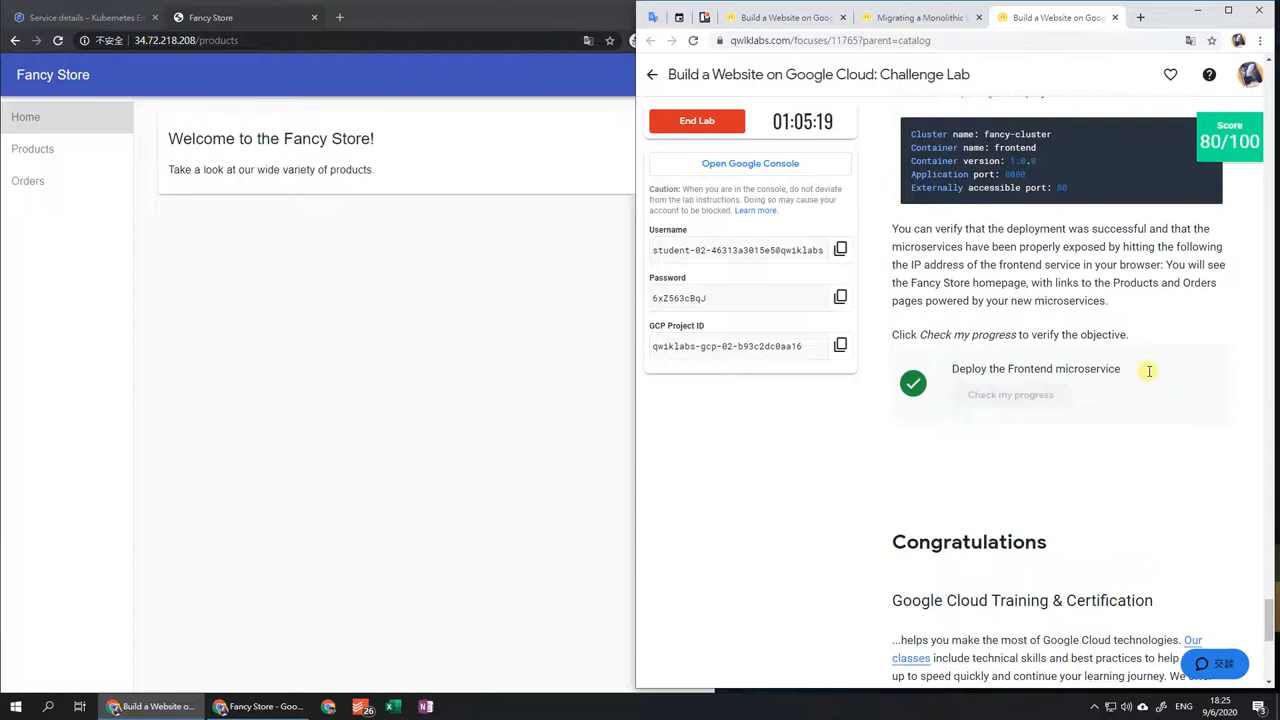 Service details – Kubernetes En
Fancy Store
不安全
34.72.218.208/products
Fancy Store
Home
Products
Orders
Welcome to the Fancy Store!
Take a look at our wide variety of products.
Build a Website on Goog
Migrating a Monolithic
Build a Website on Goog
qwiklabs.com/focuses/11765?parent=catalog
Build a Website on Google Cloud: Challenge Lab
End Lab
01:05:19
Open Google Console
Caution: When you are in the console, do not deviate
from the lab instructions. Doing so may cause your
account to be blocked. Learn more.
Username
student-02-46313a3015e5@qwiklabs
Password
6xZ563cBqJ
GCP Project ID
qwiklabs-gcp-02-b93c2dc0aa16
Score
80/100
Cluster name: fancy-cluster
Container name: frontend
Container version: 1.0.0
Application port: 8080
Externally accessible port: 80
You can verify that the deployment was successful and that the
microservices have been properly exposed by hitting the following
the IP address of the frontend service in your browser: You will see
the Fancy Store homepage, with links to the Products and Orders
pages powered by your new microservices.
Click Check my progress to verify the objective.
Deploy the Frontend microservice
Check my progress
Congratulations
Google Cloud Training & Certification
...helps you make the most of Google Cloud technologies. Our
classes include technical skills and best practices to help
up to speed quickly and continue your learning journey. We
交談
Build a Website o...
Fancy Store - Goo...
26
ENG
18:25
9/6/2020
3